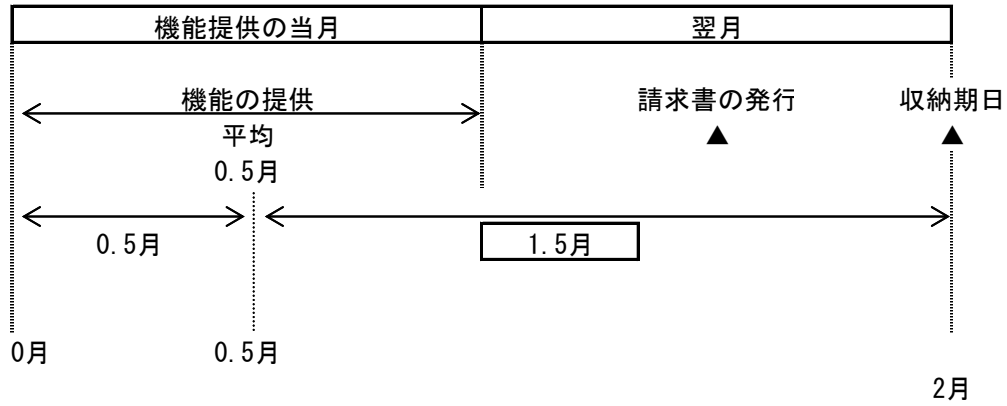 機能提供の当月 翌月
機能の提供 請求書の発行 収納期日
平均 ▲ ▲
0.5月
0.5月 1.5月
0月 0.5月
2月